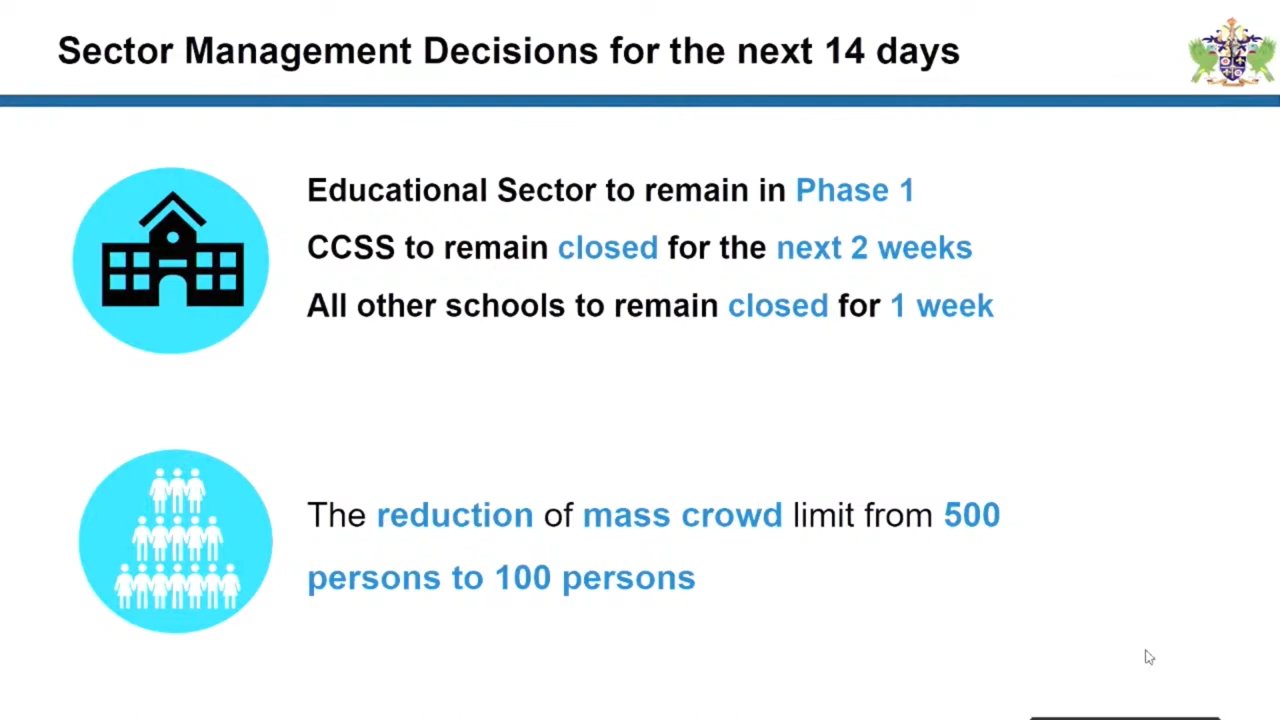 Sector Management Decisions for the next 14 days
Educational Sector to remain in Phase 1
CCSS to remain closed for the next 2 weeks
All other schools to remain closed for 1 week
The reduction of mass crowd limit from 500
persons to 100 persons